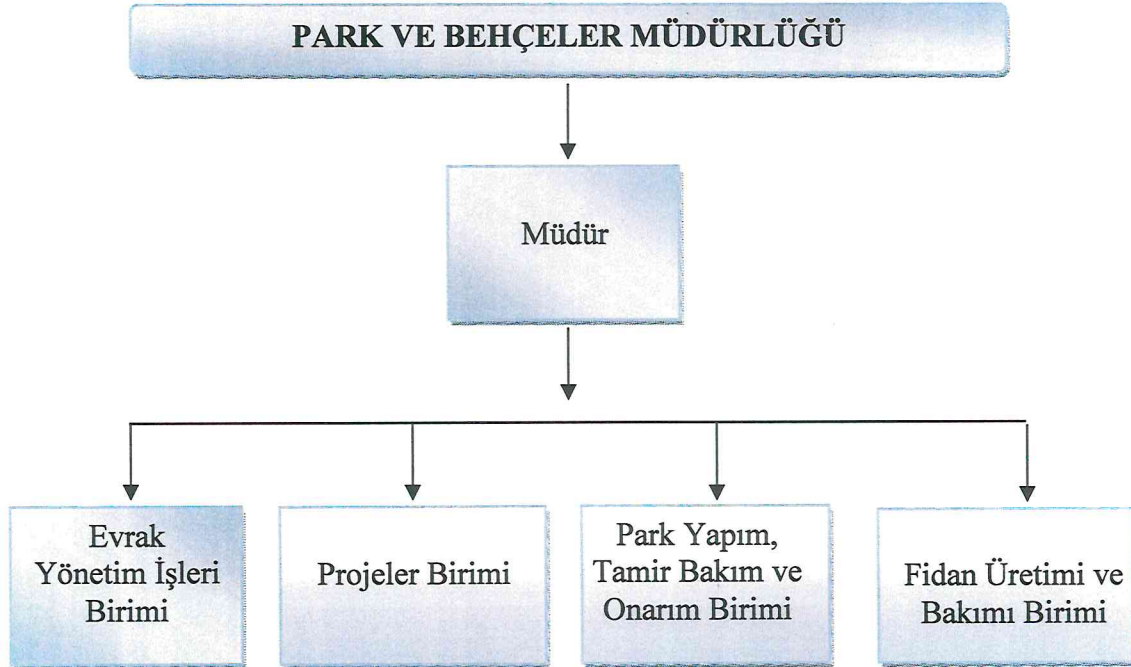 PARK VE BEHÇELER MÜDÜRLÜĞÜ
Müdür
Evrak
Yönetim İşleri
Birimi
Projeler Birimi
Park Yapım,
Tamir Bakım ve
Onarım Birimi
Fidan Üretimi ve
Bakımı Birimi